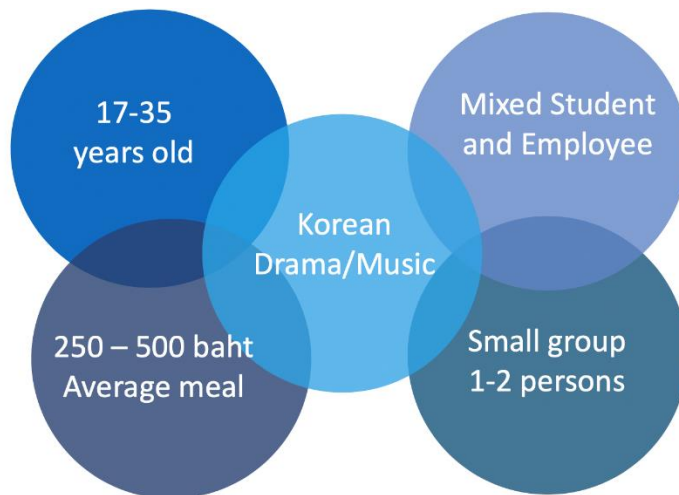 17-35
years old
Mixed Student
and Employee
Korean
Drama/Music
250 – 500 baht
Average meal
Small group
1-2 persons